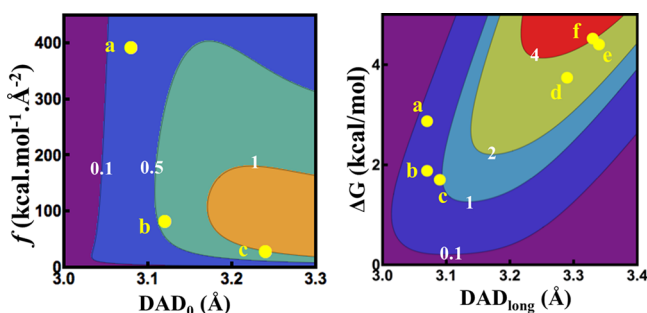 400
300
200
100
0
f (kcal.mol⁻¹.Å⁻²)
a
b
c
0.1
0.5
1
3.0 3.1 3.2 3.3
DAD₀ (Å)
4
2
0
ΔG (kcal/mol)
a
b
c
d
e
f
4
2
1
0.1
3.0 3.1 3.2 3.3 3.4
DADlong (Å)